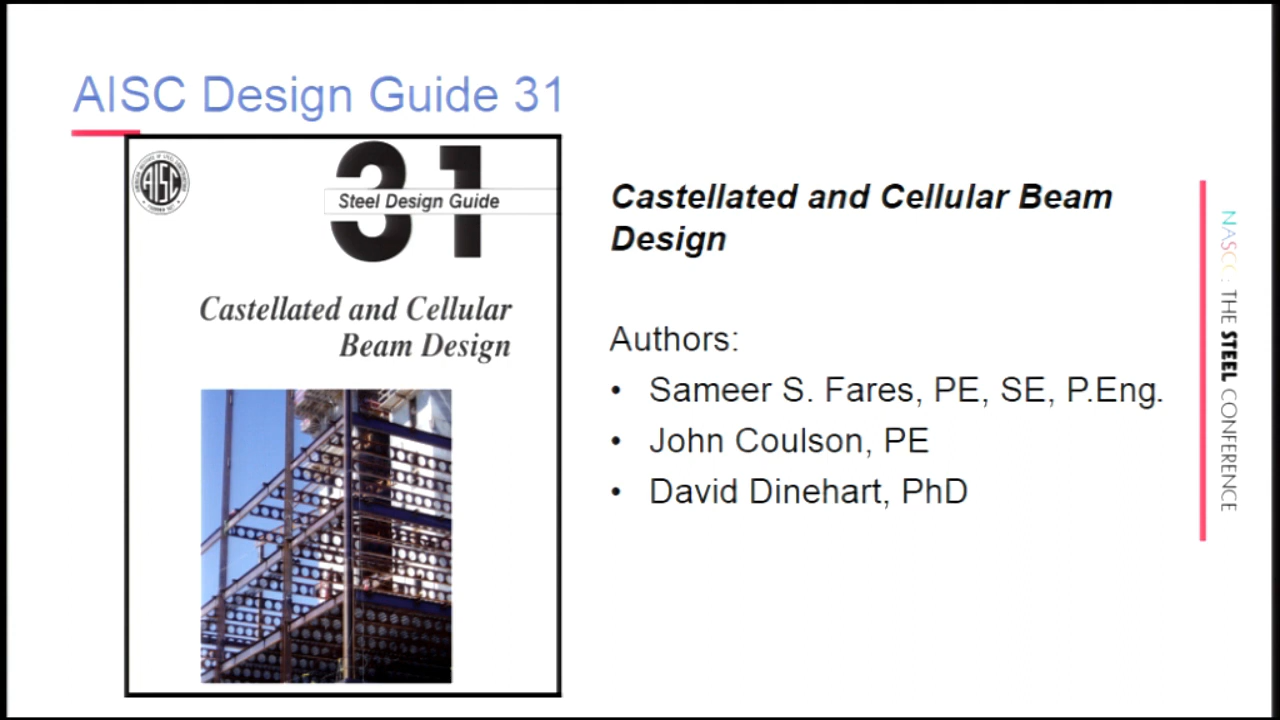 AISC Design Guide 31
AISC
31
Steel Design Guide
Castellated and Cellular
Beam Design
Castellated and Cellular Beam
Design
Authors:
• Sameer S. Fares, PE, SE, P.Eng.
• John Coulson, PE
• David Dinehart, PhD
NASCC: THE STEEL CONFERENCE